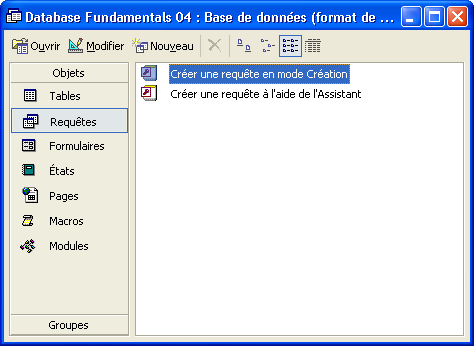 Database Fundamentals 04 : Base de données (format de ...
Ouvrir Modifier Nouveau
Objets
Tables
Requêtes
Formulaires
États
Pages
Macros
Modules
Groupes
Créer une requête en mode Création
Créer une requête à l'aide de l'Assistant